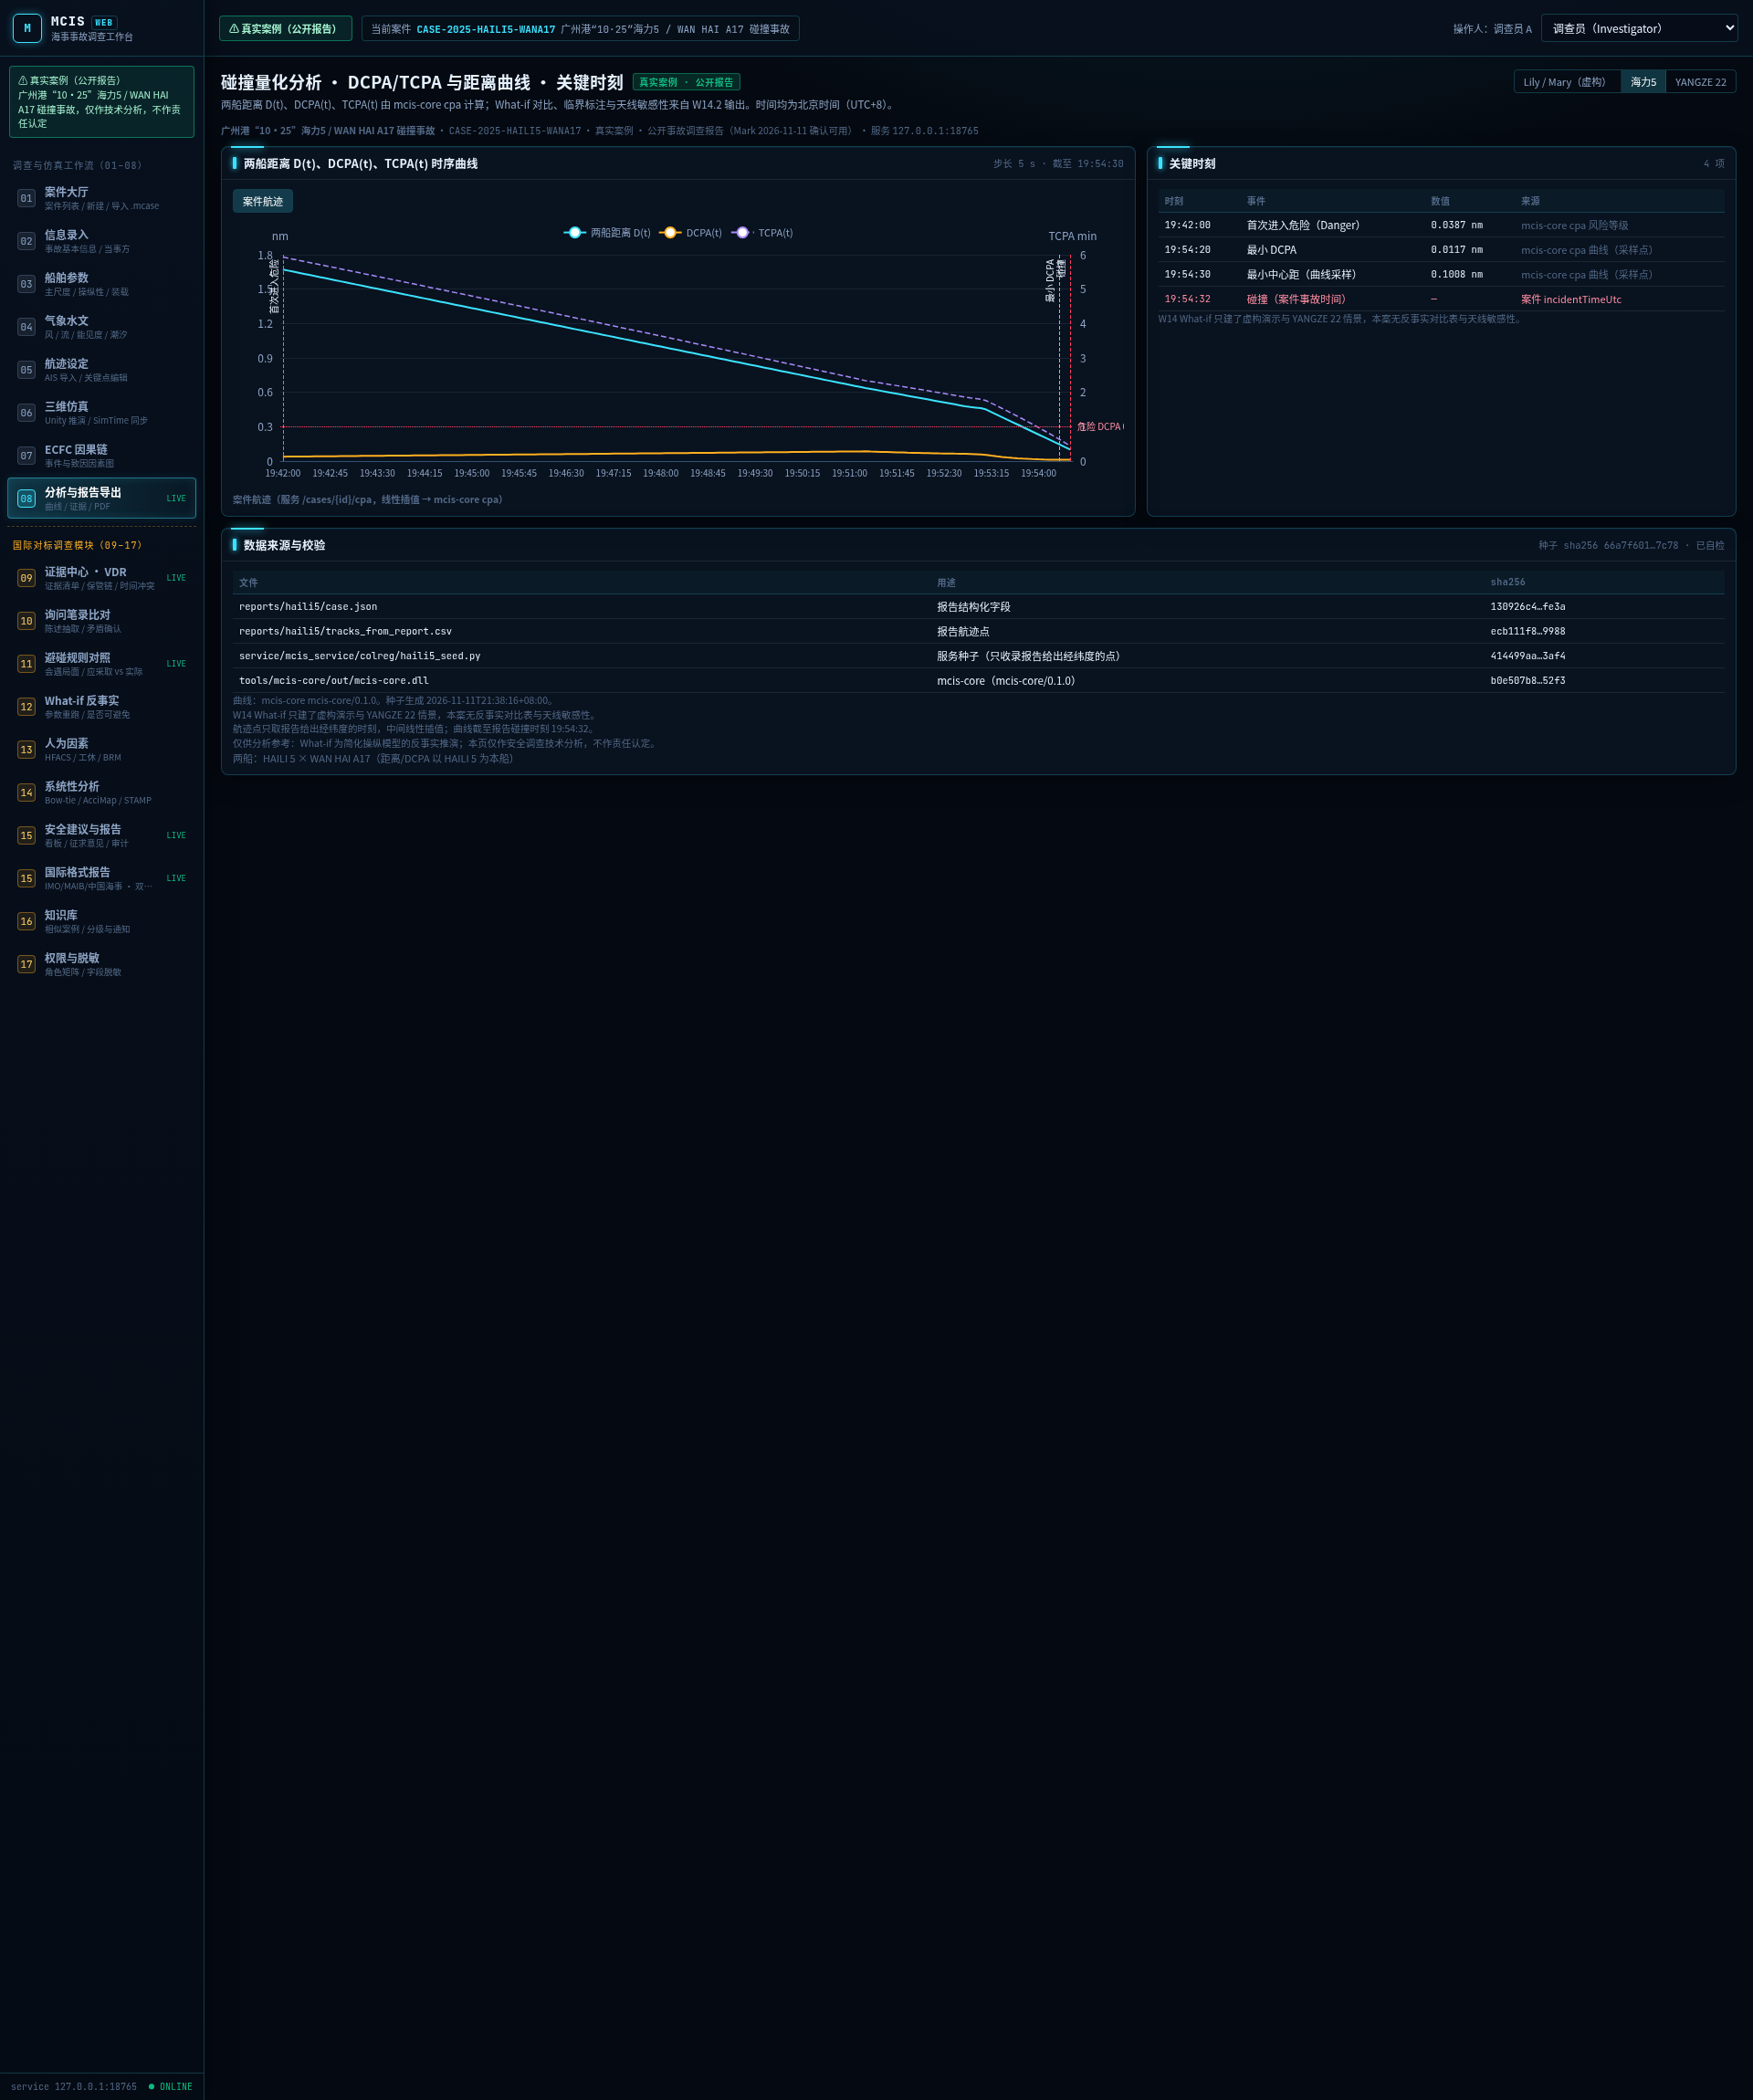 M
MCIS WEB
海事事故调查工作台
⚠ 真实案例（公开报告）
当前案件 CASE-2025-HAILI5-WANA17 广州港“10·25”海力5 / WAN HAI A17 碰撞事故
操作人：调查员 A
调查员（Investigator）
⚠ 真实案例（公开报告）
广州港“10·25”海力5 / WAN HAI
A17 碰撞事故，仅作技术分析，不作责
任认定
调查与仿真工作流（01–08）
01 案件大厅
案件列表 / 新建 / 导入 .mcase
02 信息录入
事故基本信息 / 当事方
03 船舶参数
主尺度 / 操纵性 / 装载
04 气象水文
风 / 流 / 能见度 / 潮汐
05 航迹设定
AIS 导入 / 关键点编辑
06 三维仿真
Unity 推演 / SimTime 同步
07 ECFC 因果链
事件与致因因素图
08 分析与报告导出 LIVE
曲线 / 证据 / PDF
国际对标调查模块（09–17）
09 证据中心 · VDR LIVE
证据清单 / 保管链 / 时间冲突
10 询问笔录比对
陈述抽取 / 矛盾确认
11 避碰规则对照 LIVE
会遇局面 / 应采取 vs 实际
12 What-if 反事实
参数重跑 / 是否可避免
13 人为因素
HFACS / 工休 / BRM
14 系统性分析
Bow-tie / AcciMap / STAMP
15 安全建议与报告 LIVE
看板 / 征求意见 / 审计
15 国际格式报告 LIVE
IMO/MAIB/中国海事 · 双…
16 知识库
相似案例 / 分级与通知
17 权限与脱敏
角色矩阵 / 字段脱敏
service 127.0.0.1:18765 ● ONLINE
碰撞量化分析 · DCPA/TCPA 与距离曲线 · 关键时刻 真实案例 · 公开报告
Lily / Mary（虚构） 海力5 YANGZE 22
两船距离 D(t)、DCPA(t)、TCPA(t) 由 mcis-core cpa 计算；What-if 对比、临界标注与天线敏感性来自 W14.2 输出。时间均为北京时间（UTC+8）。
广州港“10·25”海力5 / WAN HAI A17 碰撞事故 · CASE-2025-HAILI5-WANA17 · 真实案例 · 公开事故调查报告（Mark 2026-11-11 确认可用） · 服务 127.0.0.1:18765
两船距离 D(t)、DCPA(t)、TCPA(t) 时序曲线 步长 5 s · 截至 19:54:30
案件航迹
nm 两船距离 D(t) DCPA(t) TCPA(t) TCPA min
1.8 6
1.5 5
1.2 4
0.9 3
0.6 2
0.3
0 0
首次进入危险
最小 DCPA
碰撞
危险 DCPA
19:42:00 19:42:45 19:43:30 19:44:15 19:45:00 19:45:45 19:46:30 19:47:15 19:48:00 19:48:45 19:49:30 19:50:15 19:51:00 19:51:45 19:52:30 19:53:15 19:54:00
案件航迹（服务 /cases/{id}/cpa，线性插值 → mcis-core cpa）
关键时刻 4 项
时刻 事件 数值 来源
19:42:00 首次进入危险（Danger） 0.0387 nm mcis-core cpa 风险等级
19:54:20 最小 DCPA 0.0117 nm mcis-core cpa 曲线（采样点）
19:54:30 最小中心距（曲线采样） 0.1008 nm mcis-core cpa 曲线（采样点）
19:54:32 碰撞（案件事故时间） — 案件 incidentTimeUtc
W14 What-if 只建了虚构演示与 YANGZE 22 情景，本案无反事实对比表与天线敏感性。
数据来源与校验 种子 sha256 66a7f601…7c78 · 已自检
文件 用途 sha256
reports/haili5/case.json 报告结构化字段 130926c4…fe3a
reports/haili5/tracks_from_report.csv 报告航迹点 ecb111f8…9988
service/mcis_service/colreg/haili5_seed.py 服务种子（只收录报告给出经纬度的点） 414499aa…3af4
tools/mcis-core/out/mcis-core.dll mcis-core（mcis-core/0.1.0） b0e507b8…52f3
曲线：mcis-core mcis-core/0.1.0。种子生成 2026-11-11T21:38:16+08:00。
W14 What-if 只建了虚构演示与 YANGZE 22 情景，本案无反事实对比表与天线敏感性。
航迹点只取报告给出经纬度的时刻，中间线性插值；曲线截至报告碰撞时刻 19:54:32。
仅供分析参考：What-if 为简化操纵模型的反事实推演；本页仅作安全调查技术分析，不作责任认定。
两船：HAILI 5 × WAN HAI A17（距离/DCPA 以 HAILI 5 为本船）